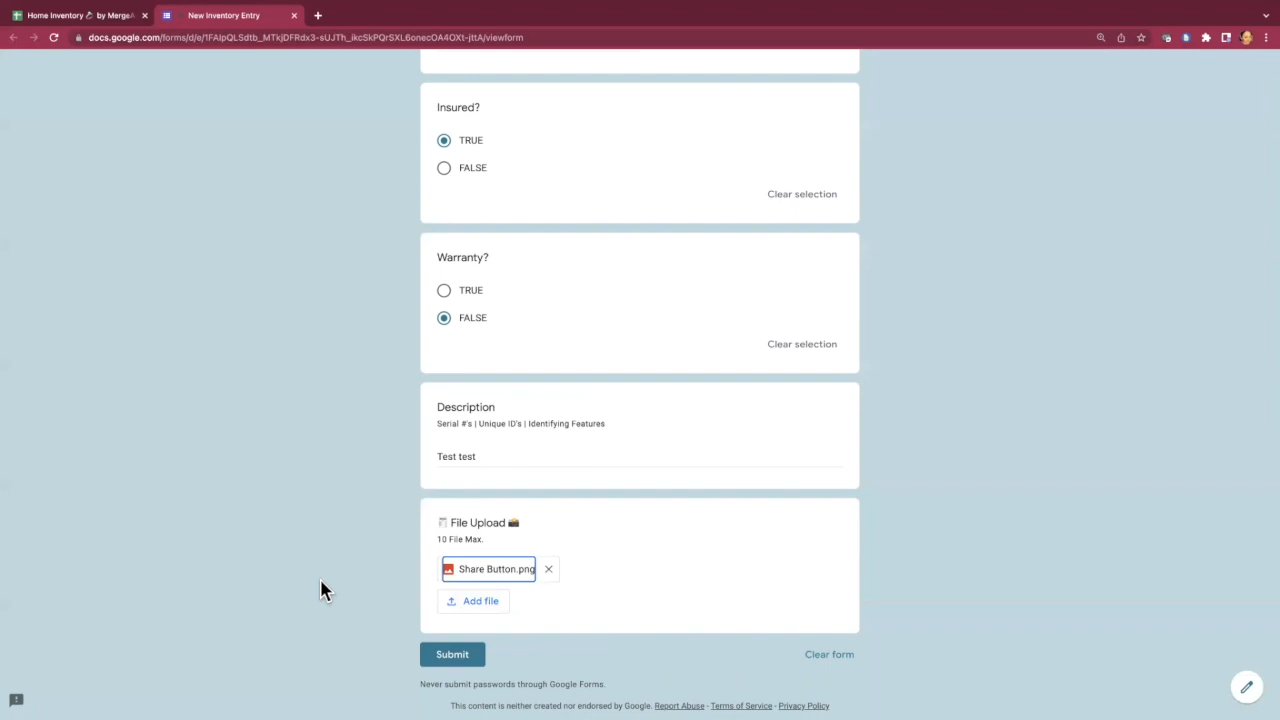 Home Inventory 🏡 by MergeA
New Inventory Entry
docs.google.com/forms/d/e/1FAIpQLSdtb_MTkjDFRdx3-sUJTh_ikcSkPQrSXL6onecOA4OXt-jttA/viewform
Insured?
TRUE
FALSE
Clear selection
Warranty?
TRUE
FALSE
Clear selection
Description
Serial #'s | Unique ID's | Identifying Features
Test test
🧾 File Upload 📸
10 File Max.
Share Button.png
Add file
Submit
Clear form
Never submit passwords through Google Forms.
This content is neither created nor endorsed by Google. Report Abuse - Terms of Service - Privacy Policy